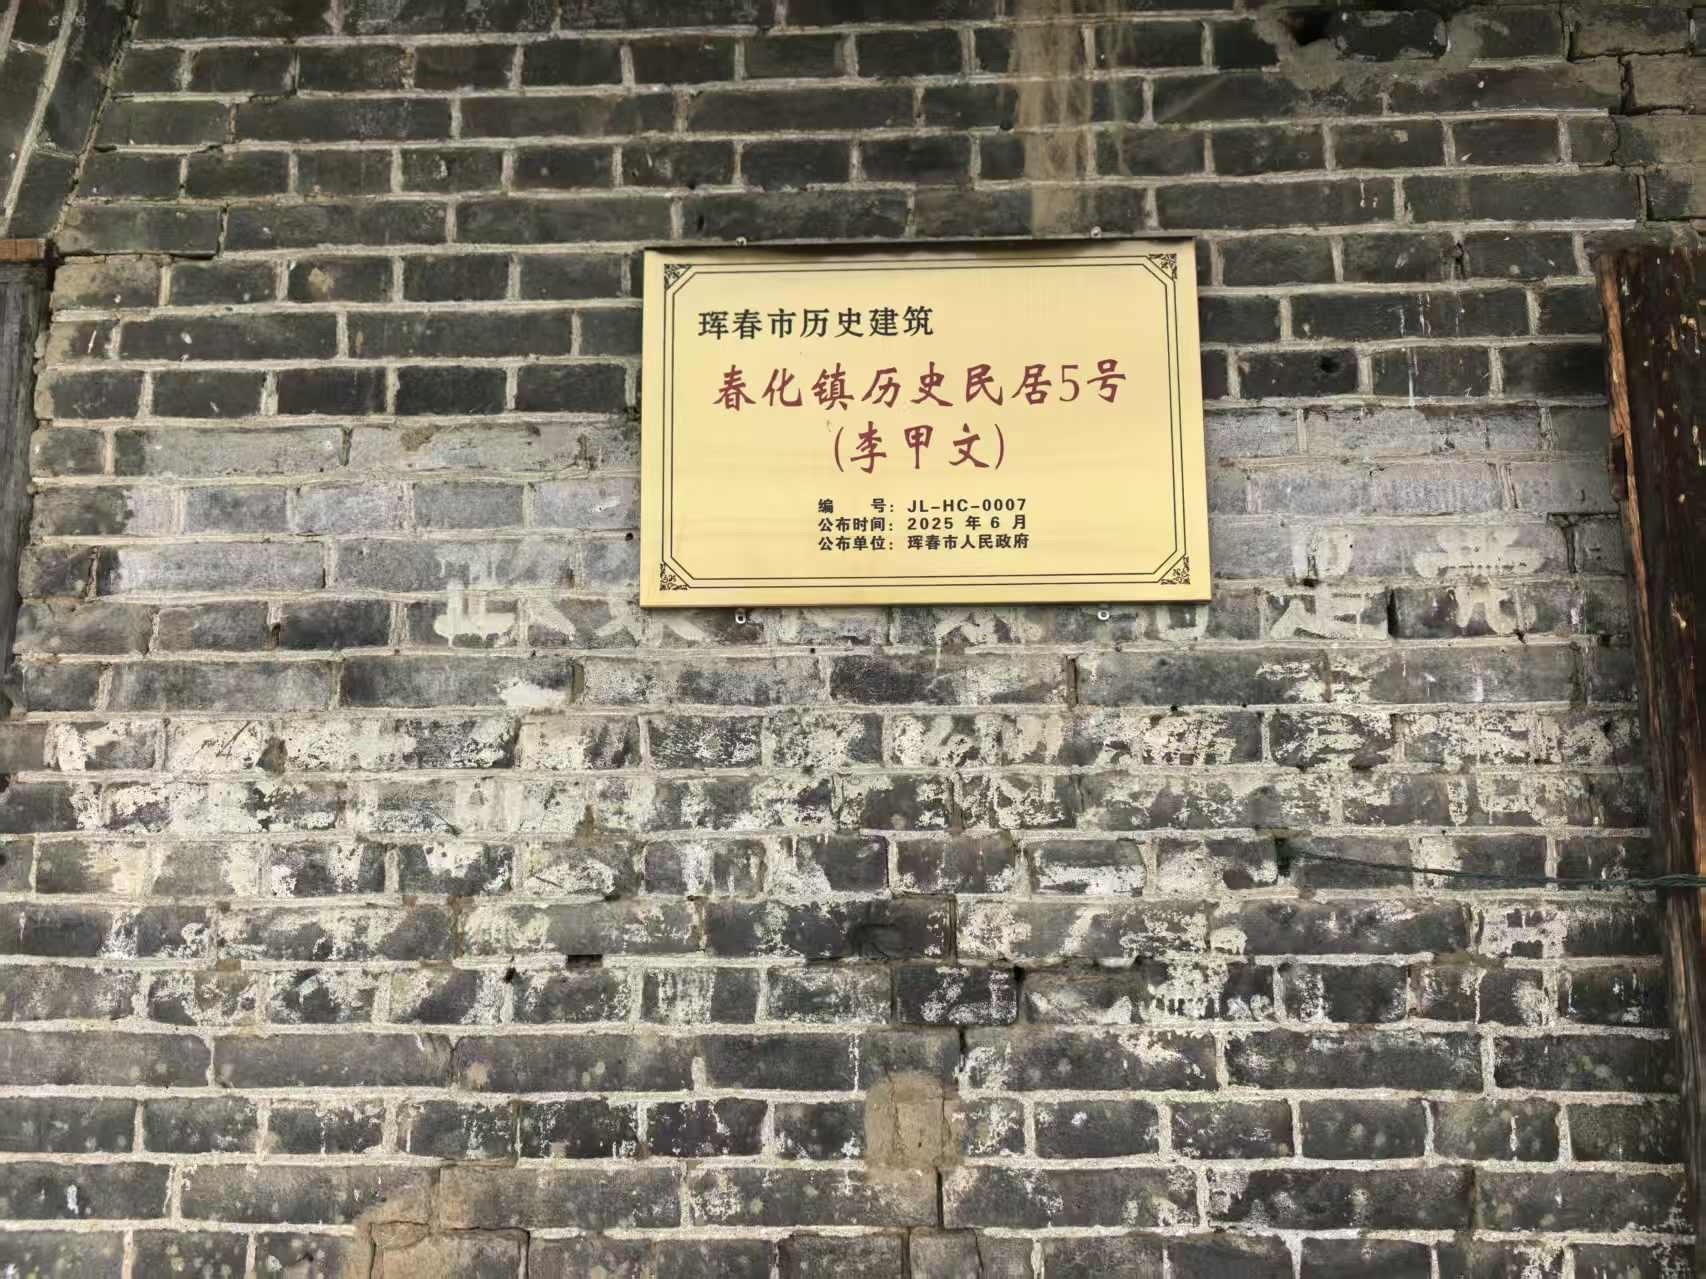 珲春市历史建筑
春化镇历史民居5号
(李甲文)
编 号：JL-HC-0007
公布时间：2025 年 6 月
公布单位：珲春市人民政府